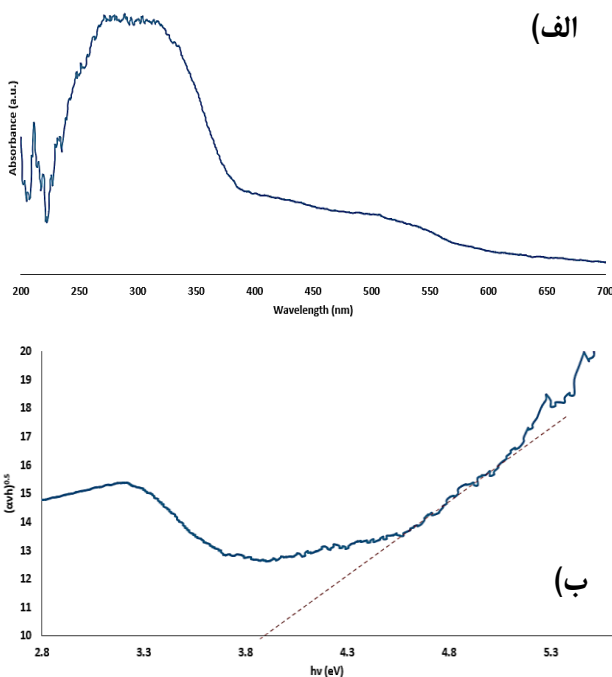 الف)
Absorbance (a.u.)
200 250 300 350 400 450 500 550 600 650 700
Wavelength (nm)
20
19
18
17
16
15
14
13
12
11
10
(αvh)0.5
ب)
2.8 3.3 3.8 4.3 4.8 5.3
hv (eV)